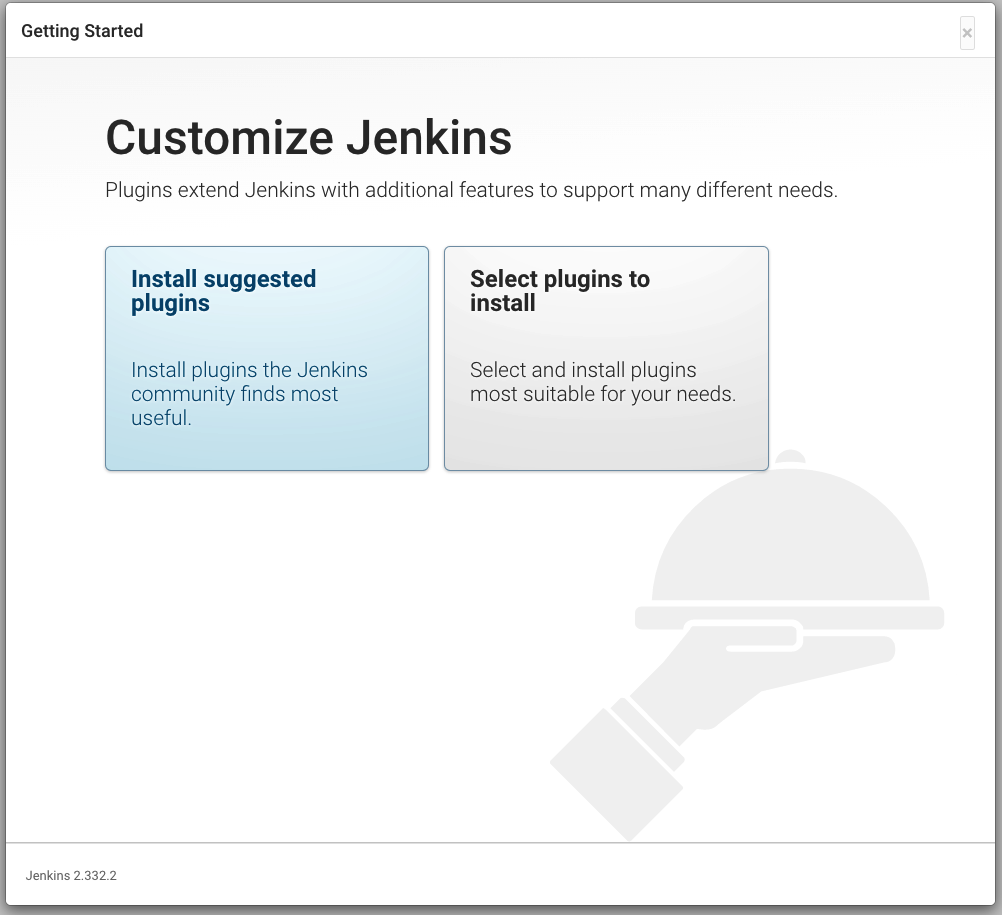 Getting Started
×
Customize Jenkins
Plugins extend Jenkins with additional features to support many different needs.
Install suggested
plugins
Install plugins the Jenkins
community finds most
useful.
Select plugins to
install
Select and install plugins
most suitable for your needs.
Jenkins 2.332.2